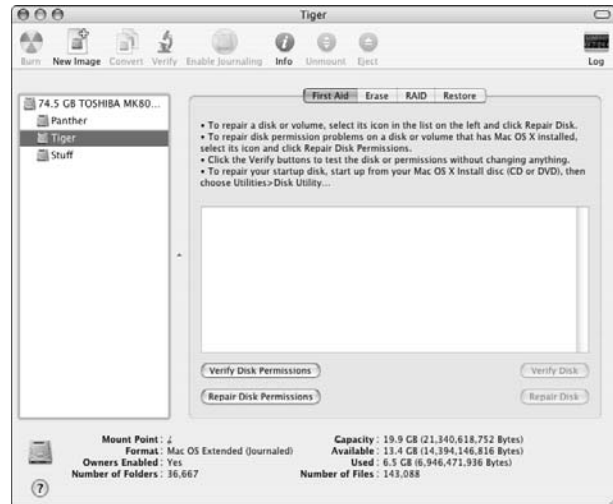 Tiger
Burn New Image Convert Verify Enable Journaling Info Unmount Eject Log
74.5 GB TOSHIBA MK80...
Panther
Tiger
Stuff
First Aid Erase RAID Restore
• To repair a disk or volume, select its icon in the list on the left and click Repair Disk.
• To repair disk permission problems on a disk or volume that has Mac OS X installed,
select its icon and click Repair Disk Permissions.
• Click the Verify buttons to test the disk or permissions without changing anything.
• To repair your startup disk, start up from your Mac OS X Install disc (CD or DVD), then
choose Utilities>Disk Utility...
Verify Disk Permissions Verify Disk
Repair Disk Permissions Repair Disk
Mount Point : / Capacity : 19.9 GB (21,340,618,752 Bytes)
Format : Mac OS Extended (Journaled) Available : 13.4 GB (14,394,146,816 Bytes)
Owners Enabled : Yes Used : 6.5 GB (6,946,471,936 Bytes)
Number of Folders : 36,667 Number of Files : 143,088
?